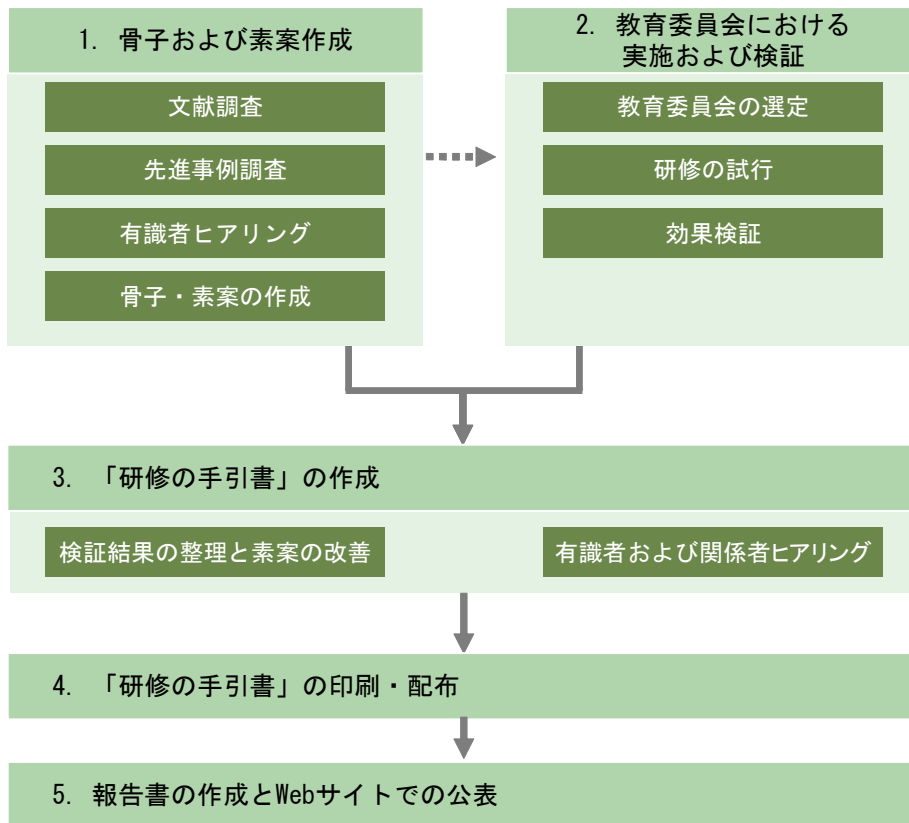 1. 骨子および素案作成
文献調査
先進事例調査
有識者ヒアリング
骨子・素案の作成
2. 教育委員会における
実施および検証
教育委員会の選定
研修の試行
効果検証
3. 「研修の手引書」の作成
検証結果の整理と素案の改善
有識者および関係者ヒアリング
4. 「研修の手引書」の印刷・配布
5. 報告書の作成とWebサイトでの公表